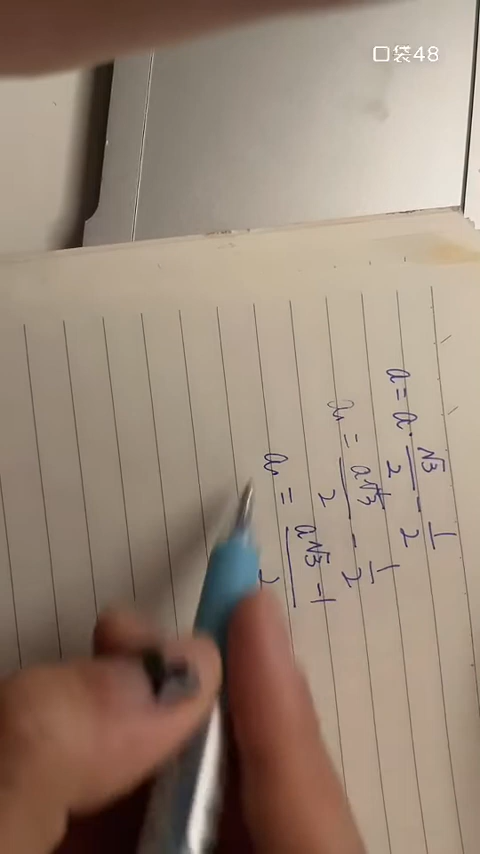 口袋48
a = a · √3/2 - 1/2
a = a√3/2 - 1/2
a = a√3-1/2